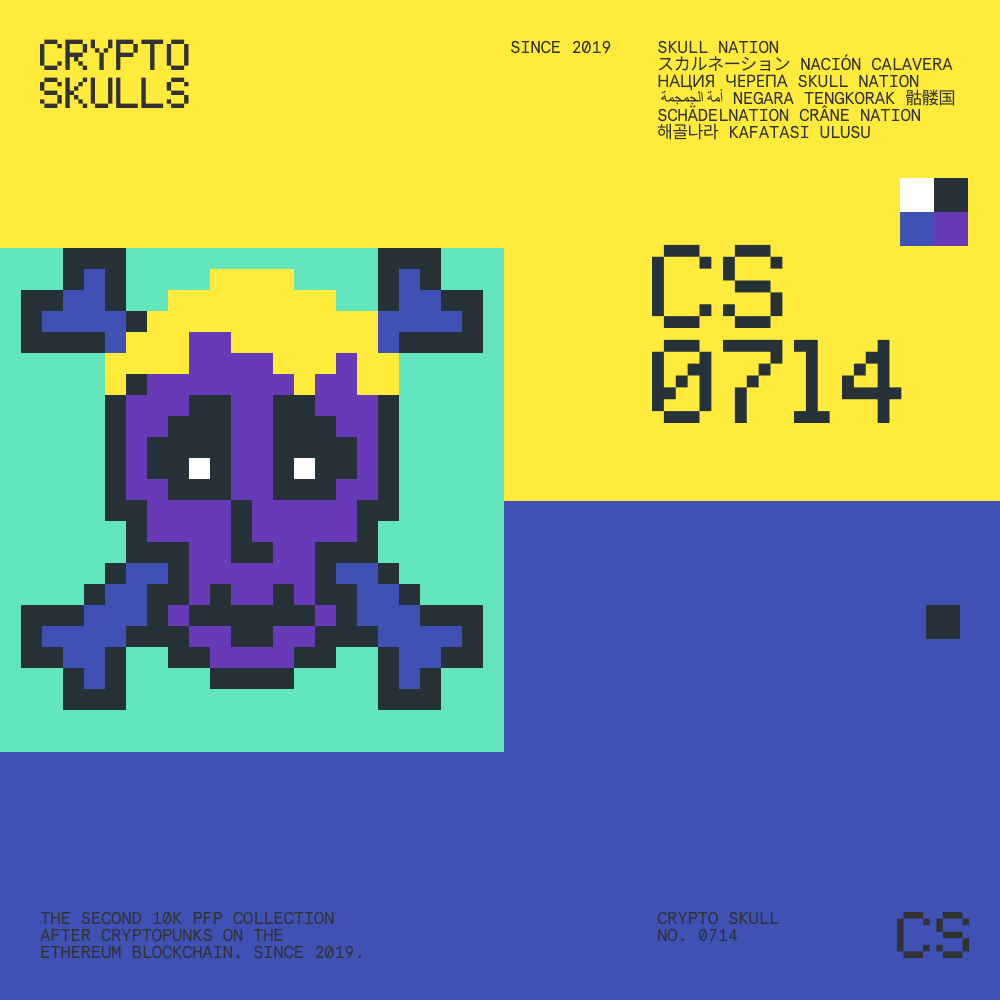 CRYPTO
SKULLS
SINCE 2019
SKULL NATION
スカルネーション NACIÓN CALAVERA
НАЦИЯ ЧЕРЕПА SKULL NATION
أمة الجمجمة NEGARA TENGKORAK 骷髅国
SCHÄDELNATION CRÂNE NATION
해골나라 KAFATASI ULUSU
CS
0714
THE SECOND 10K PFP COLLECTION
AFTER CRYPTOPUNKS ON THE
ETHEREUM BLOCKCHAIN. SINCE 2019.
CRYPTO SKULL
NO. 0714
CS